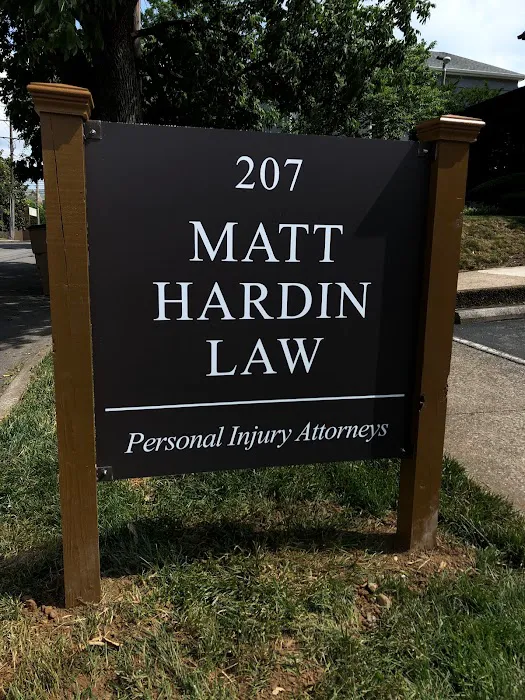 207
MATT
HARDIN
LAW
Personal Injury Attorneys